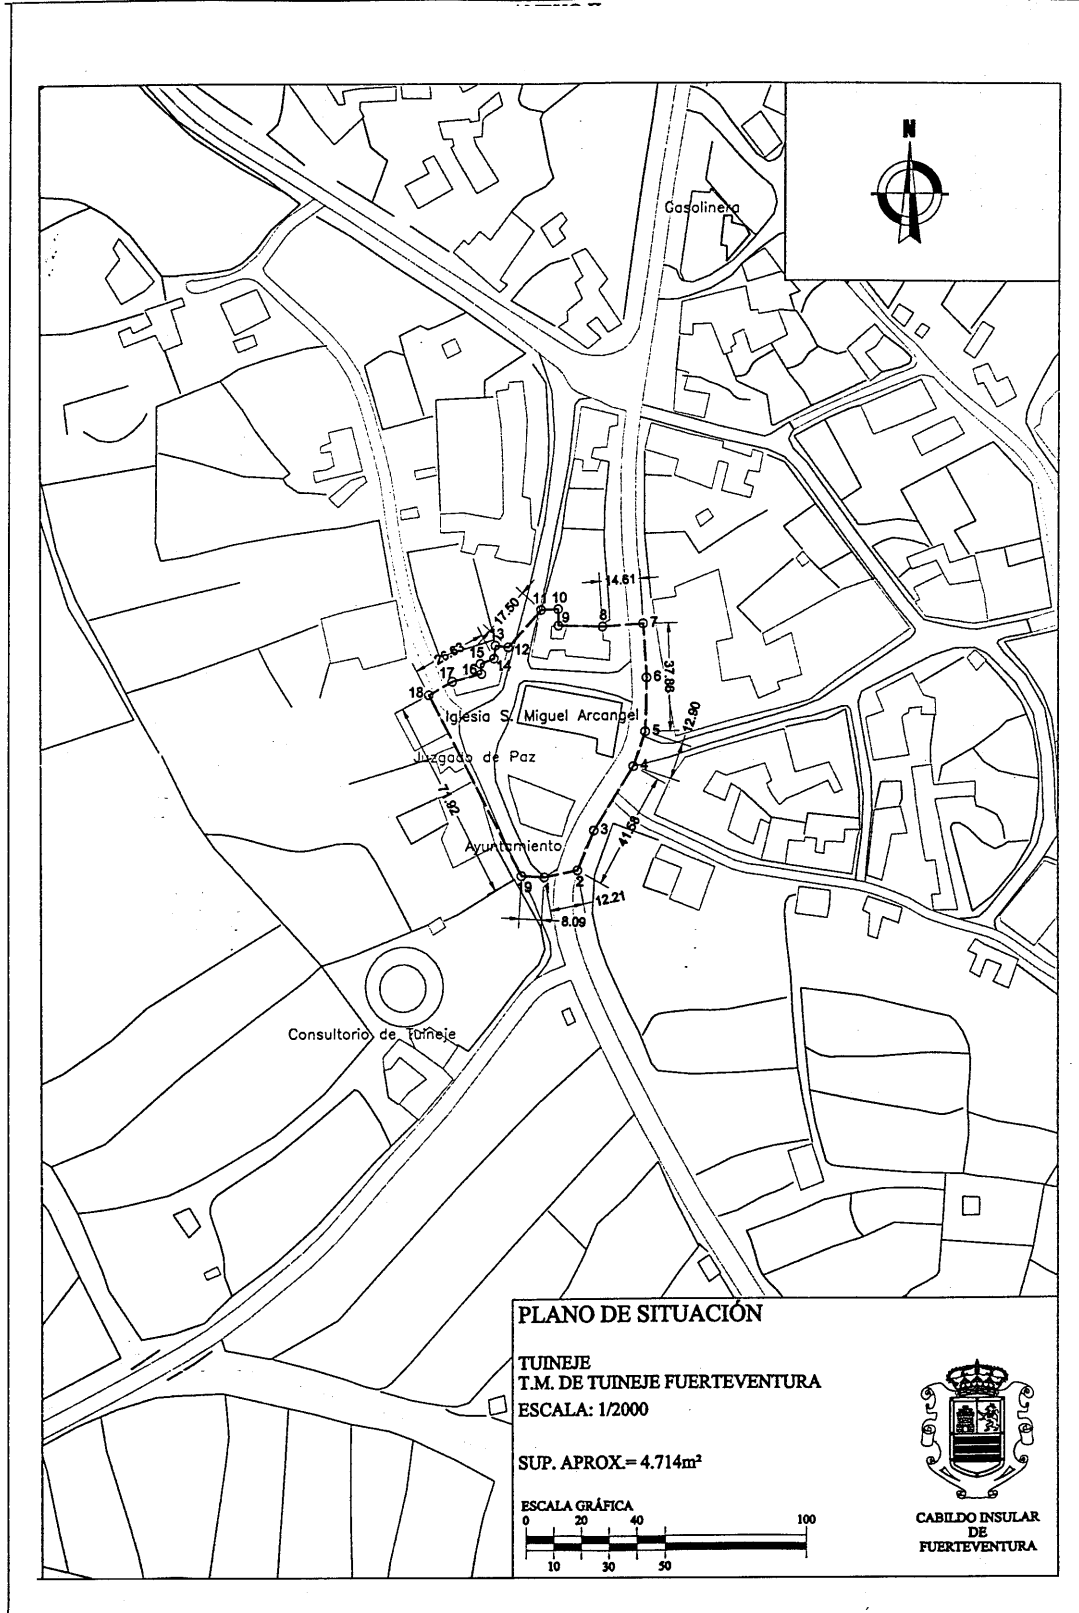 N
Gasolinera
14.61
17.50
11 10
9 8 7
13
12
26.63
15
14
16
17
18
6
37.86
Iglesia S. Miguel Arcangel
5
12.90
Juzgado de Paz
4
71.92
3
41.58
Ayuntamiento
19 1 2
12.21
8.09
Consultorio de Tuineje
PLANO DE SITUACIÓN
TUINEJE
T.M. DE TUINEJE FUERTEVENTURA
ESCALA: 1/2000
SUP. APROX.= 4.714m²
ESCALA GRÁFICA
0 20 40 100
10 30 50
CABILDO INSULAR
DE
FUERTEVENTURA